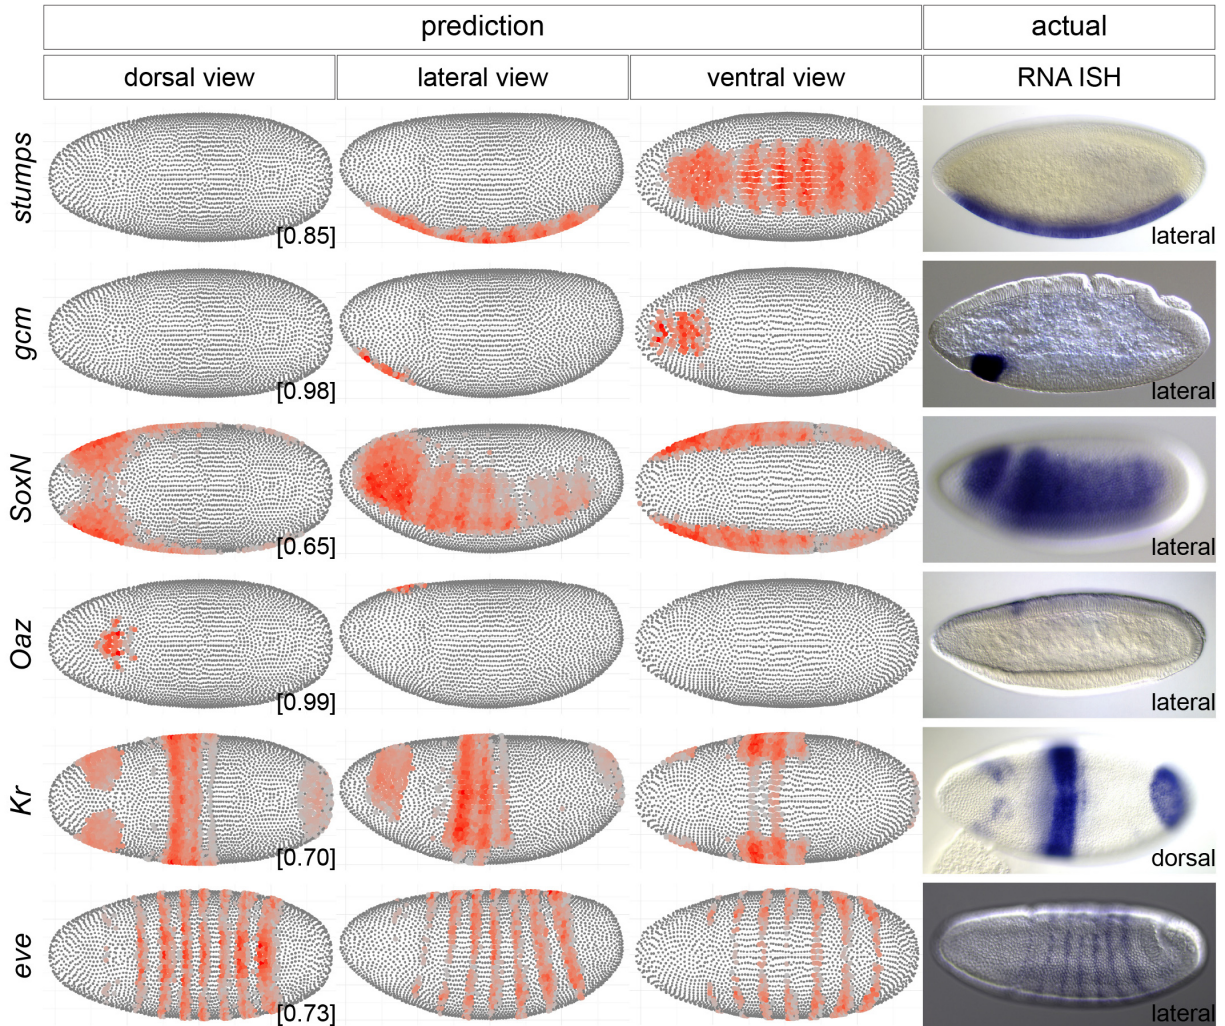 prediction actual
dorsal view lateral view ventral view RNA ISH
stumps [0.85] lateral
gcm [0.98] lateral
SoxN [0.65] lateral
Oaz [0.99] lateral
Kr [0.70] dorsal
eve [0.73] lateral